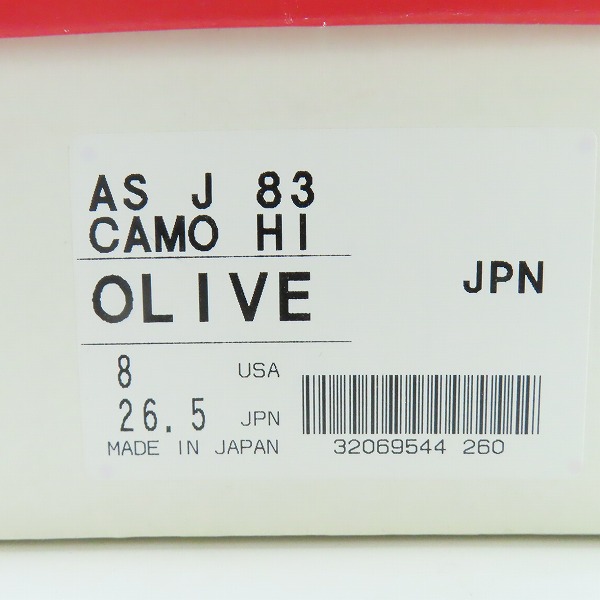 AS J 83
CAMO HI
OLIVE
JPN
8 USA
26.5 JPN
MADE IN JAPAN
32069544 260